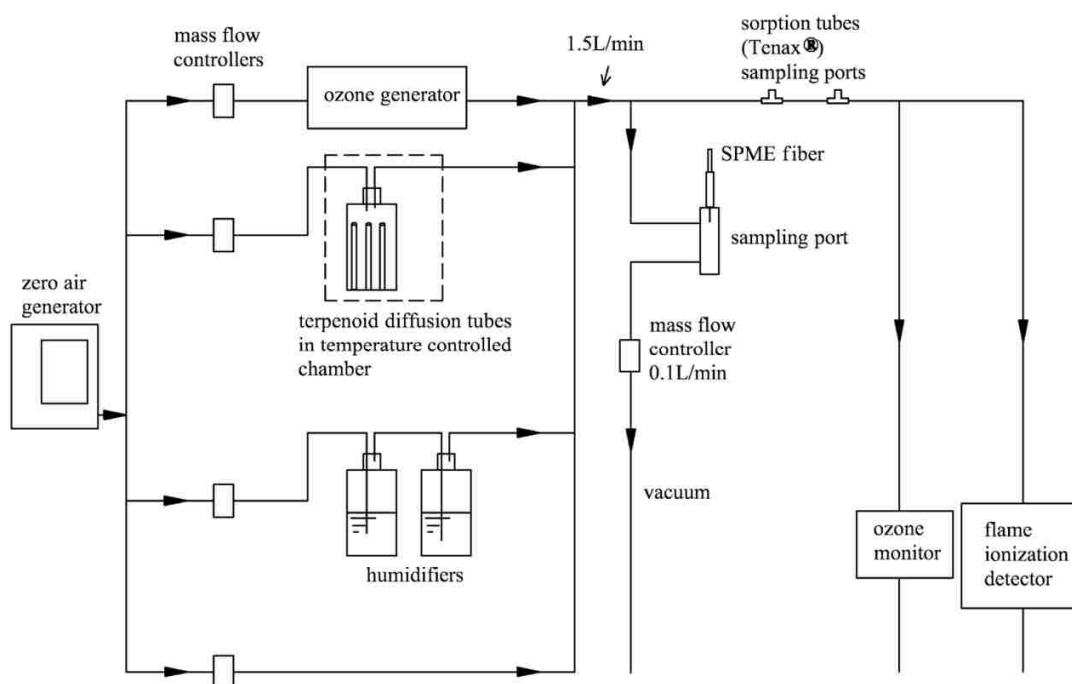 mass flow
controllers
ozone generator
1.5L/min
sorption tubes
(Tenax®)
sampling ports
SPME fiber
sampling port
zero air
generator
terpenoid diffusion tubes
in temperature controlled
chamber
mass flow
controller
0.1L/min
humidifiers
vacuum
ozone
monitor
flame
ionization
detector